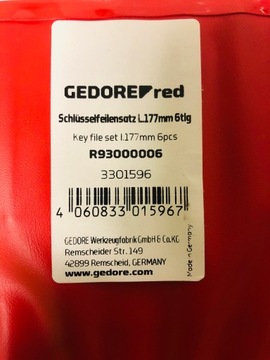 GEDORE red
Schlüsselfeilensatz L.177mm 6tlg
Key file set l.177mm 6pcs
R93000006
3301596
4 060833 015967
GEDORE Werkzeugfabrik GmbH & Co.KG
Remscheider Str. 149
42899 Remscheid, GERMANY
www.gedore.com
Made in Germany